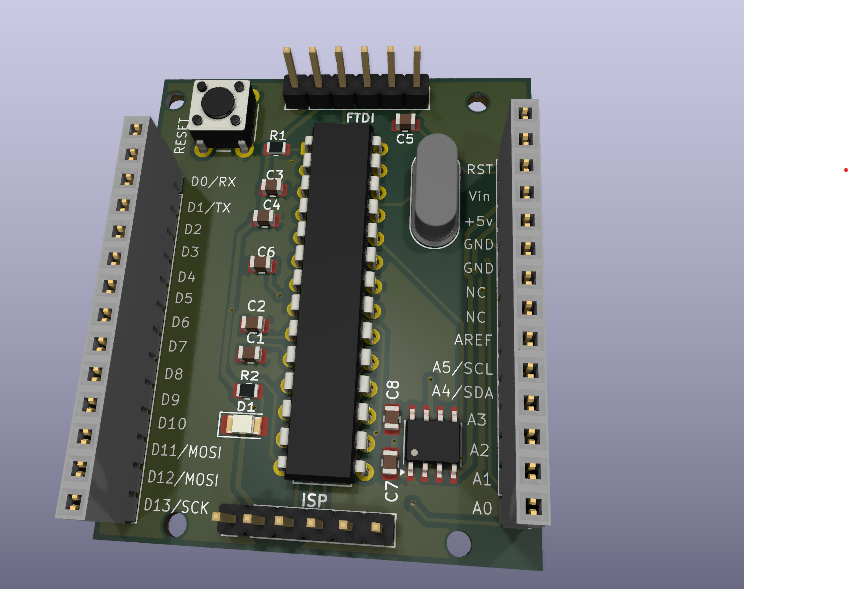 RESET
FTDI
R1
C5
C3
C4
C6
C2
C1
R2
D1
C8
C7
ISP
D0/RX
D1/TX
D2
D3
D4
D5
D6
D7
D8
D9
D10
D11/MOSI
D12/MOSI
D13/SCK
RST
Vin
+5v
GND
GND
NC
NC
AREF
A5/SCL
A4/SDA
A3
A2
A1
A0